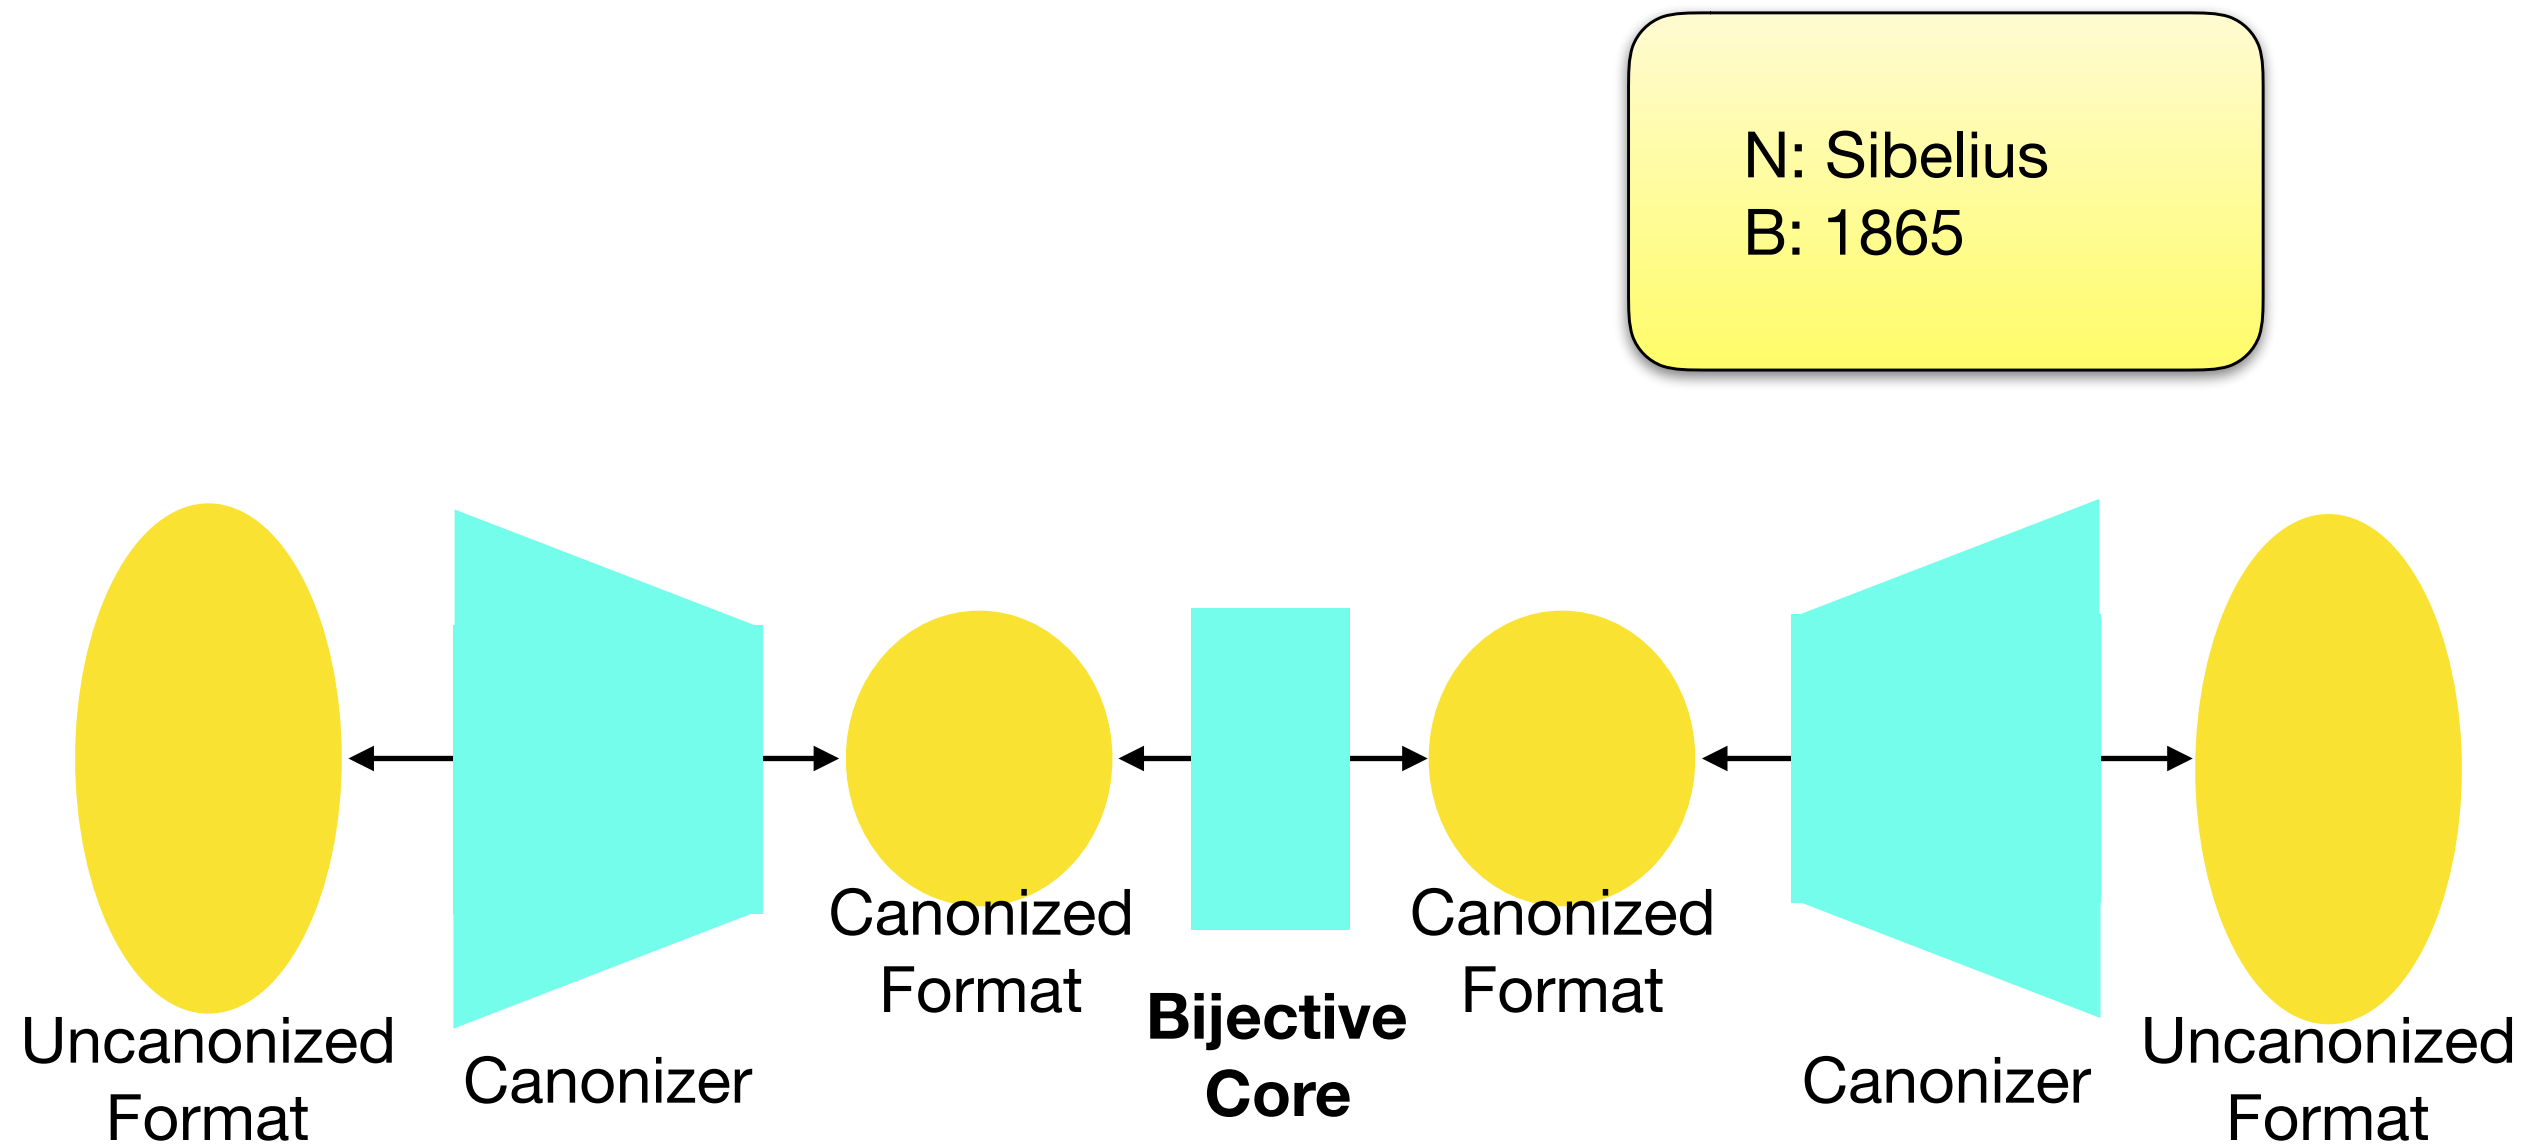 N: Sibelius
B: 1865
Uncanonized
Format
Canonizer
Canonized
Format
Bijective
Core
Canonized
Format
Canonizer
Uncanonized
Format